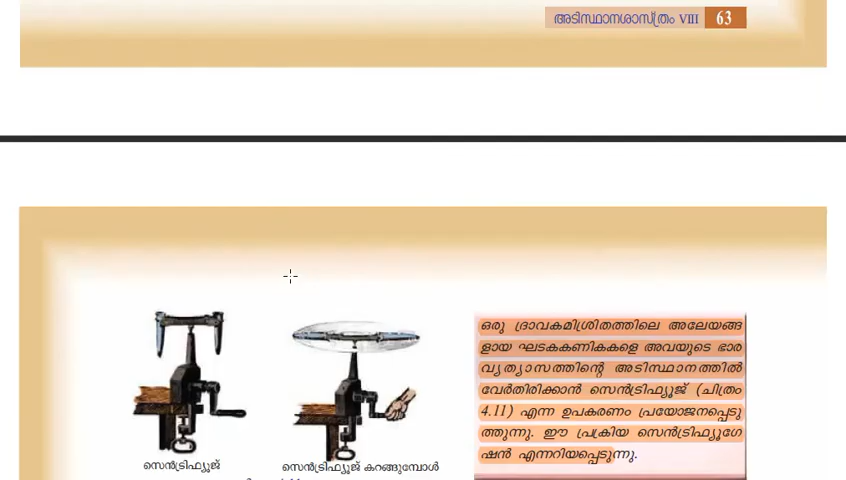 അടിസ്ഥാനശാസ്ത്രം VIII 63
ഒരു ദ്രാവകമിശ്രിതത്തിലെ അലേയങ്ങ
ളായ ഘടകകണികകളെ അവയുടെ ഭാര
വ്യത്യാസത്തിന്റെ അടിസ്ഥാനത്തിൽ
വേർതിരിക്കാൻ സെൻട്രിഫ്യൂജ് (ചിത്രം
4.11) എന്ന ഉപകരണം പ്രയോജനപ്പെടു
ത്തുന്നു. ഈ പ്രക്രിയ സെൻട്രിഫ്യൂഗേ
ഷൻ എന്നറിയപ്പെടുന്നു.
സെൻട്രിഫ്യൂജ്
സെൻട്രിഫ്യൂജ് കറങ്ങുമ്പോൾ